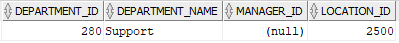 DEPARTMENT_ID DEPARTMENT_NAME MANAGER_ID LOCATION_ID
280 Support (null) 2500